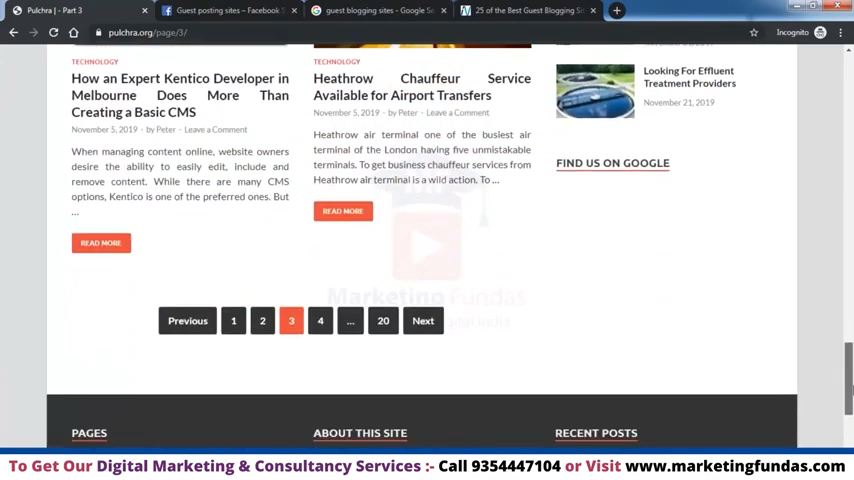 Pulchra | - Part 3
Guest posting sites – Facebook S
guest blogging sites - Google Se
25 of the Best Guest Blogging Sit
pulchra.org/page/3/
Incognito
TECHNOLOGY
How an Expert Kentico Developer in
Melbourne Does More Than
Creating a Basic CMS
November 5, 2019 - by Peter - Leave a Comment
When managing content online, website owners
desire the ability to easily edit, include and
remove content. While there are many CMS
options, Kentico is one of the preferred ones. But
...
READ MORE
TECHNOLOGY
Heathrow Chauffeur Service
Available for Airport Transfers
November 5, 2019 - by Peter - Leave a Comment
Heathrow air terminal one of the busiest air
terminal of the London having five unmistakable
terminals. To get business chauffeur services from
Heathrow air terminal is a wild action. To ...
READ MORE
Looking For Effluent
Treatment Providers
November 21, 2019
FIND US ON GOOGLE
Marketing Fundas
gital India
Previous 1 2 3 4 ... 20 Next
PAGES
ABOUT THIS SITE
RECENT POSTS
To Get Our Digital Marketing & Consultancy Services :- Call 9354447104 or Visit www.marketingfundas.com